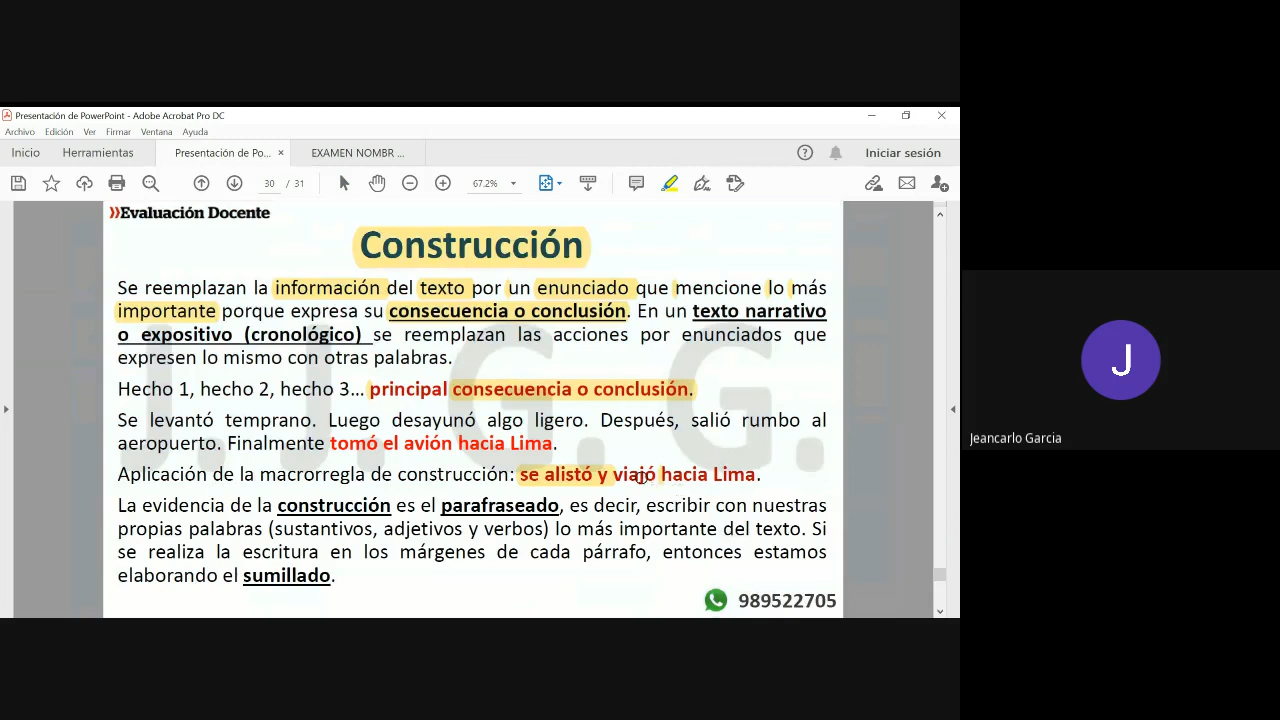 Presentación de PowerPoint - Adobe Acrobat Pro DC
Archivo Edición Ver Firmar Ventana Ayuda
Inicio Herramientas Presentación de Po... × EXAMEN NOMBR ... Iniciar sesión
30 / 31 67.2%
»Evaluación Docente
Construcción
Se reemplazan la información del texto por un enunciado que mencione lo más
importante porque expresa su consecuencia o conclusión. En un texto narrativo
o expositivo (cronológico) se reemplazan las acciones por enunciados que
expresen lo mismo con otras palabras.
Hecho 1, hecho 2, hecho 3... principal consecuencia o conclusión.
Se levantó temprano. Luego desayunó algo ligero. Después, salió rumbo al
aeropuerto. Finalmente tomó el avión hacia Lima.
Aplicación de la macrorregla de construcción: se alistó y viajó hacia Lima.
La evidencia de la construcción es el parafraseado, es decir, escribir con nuestras
propias palabras (sustantivos, adjetivos y verbos) lo más importante del texto. Si
se realiza la escritura en los márgenes de cada párrafo, entonces estamos
elaborando el sumillado.
989522705
J. J. G. G.
J
Jeancarlo Garcia